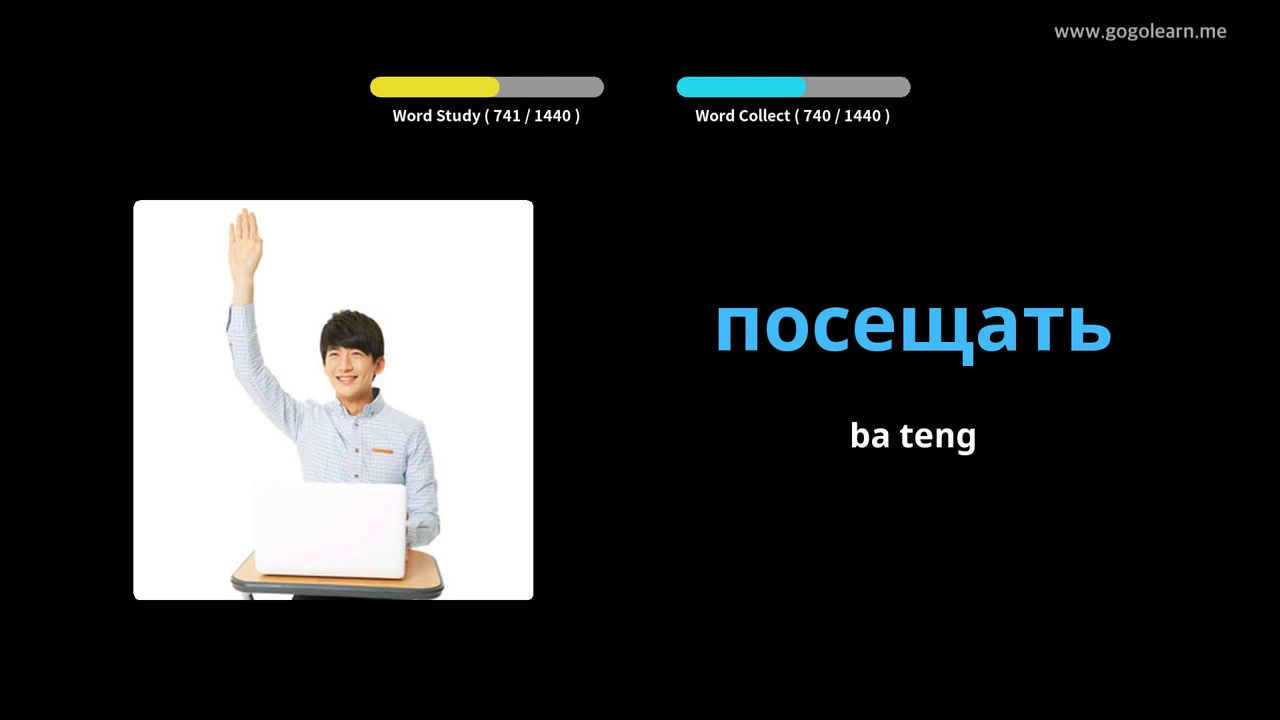 www.gogolearn.me
Word Study ( 741 / 1440 )
Word Collect ( 740 / 1440 )
посещать
ba teng